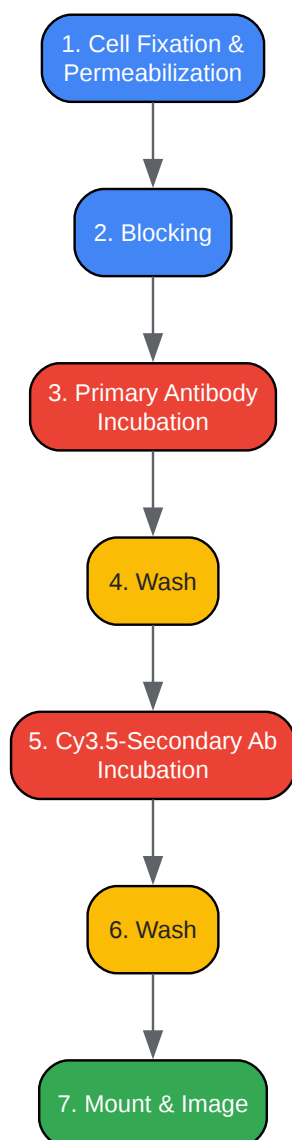 1. Cell Fixation &
Permeabilization
2. Blocking
3. Primary Antibody
Incubation
4. Wash
5. Cy3.5-Secondary Ab
Incubation
6. Wash
7. Mount & Image